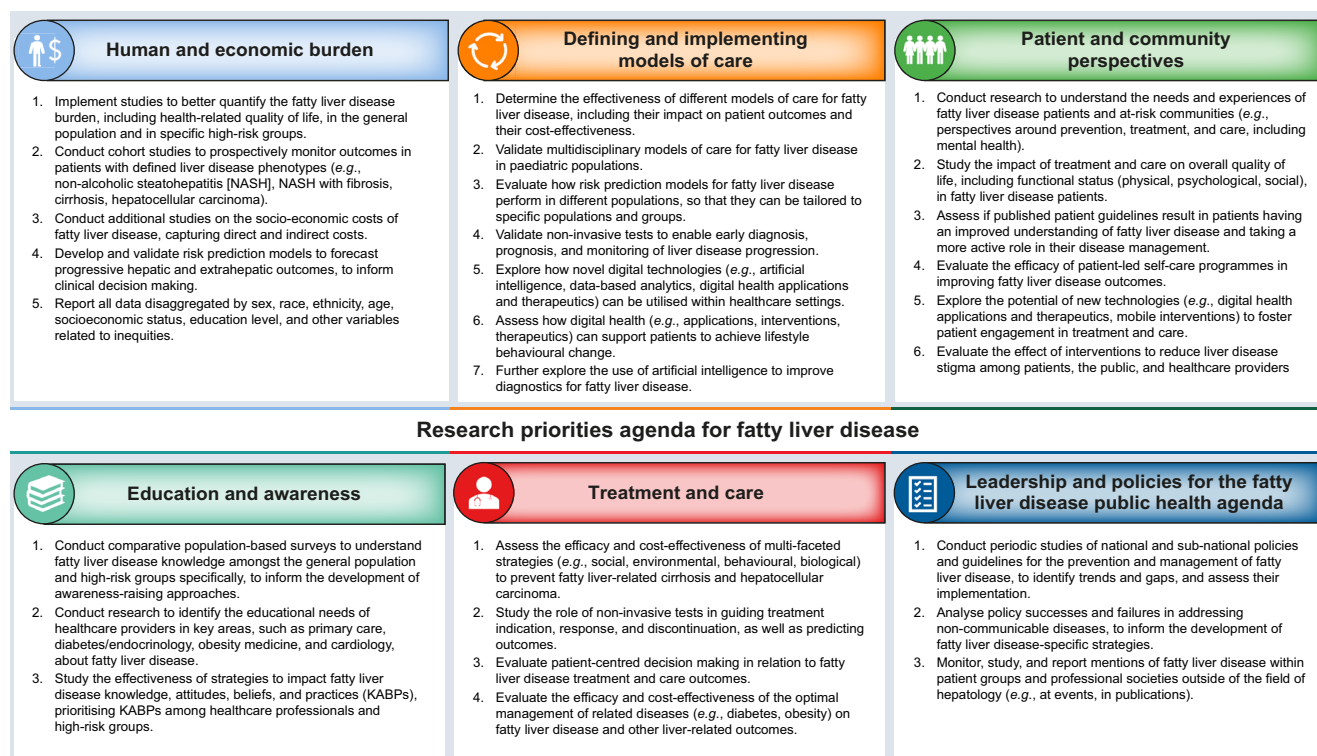 Human and economic burden
1. Implement studies to better quantify the fatty liver disease
burden, including health-related quality of life, in the general
population and in specific high-risk groups.
2. Conduct cohort studies to prospectively monitor outcomes in
patients with defined liver disease phenotypes (e.g.,
non-alcoholic steatohepatitis [NASH], NASH with fibrosis,
cirrhosis, hepatocellular carcinoma).
3. Conduct additional studies on the socio-economic costs of
fatty liver disease, capturing direct and indirect costs.
4. Develop and validate risk prediction models to forecast
progressive hepatic and extrahepatic outcomes, to inform
clinical decision making.
5. Report all data disaggregated by sex, race, ethnicity, age,
socioeconomic status, education level, and other variables
related to inequities.
Defining and implementing
models of care
1. Determine the effectiveness of different models of care for fatty
liver disease, including their impact on patient outcomes and
their cost-effectiveness.
2. Validate multidisciplinary models of care for fatty liver disease
in paediatric populations.
3. Evaluate how risk prediction models for fatty liver disease
perform in different populations, so that they can be tailored to
specific populations and groups.
4. Validate non-invasive tests to enable early diagnosis,
prognosis, and monitoring of liver disease progression.
5. Explore how novel digital technologies (e.g., artificial
intelligence, data-based analytics, digital health applications
and therapeutics) can be utilised within healthcare settings.
6. Assess how digital health (e.g., applications, interventions,
therapeutics) can support patients to achieve lifestyle
behavioural change.
7. Further explore the use of artificial intelligence to improve
diagnostics for fatty liver disease.
Patient and community
perspectives
1. Conduct research to understand the needs and experiences of
fatty liver disease patients and at-risk communities (e.g.,
perspectives around prevention, treatment, and care, including
mental health).
2. Study the impact of treatment and care on overall quality of
life, including functional status (physical, psychological, social),
in fatty liver disease patients.
3. Assess if published patient guidelines result in patients having
an improved understanding of fatty liver disease and taking a
more active role in their disease management.
4. Evaluate the efficacy of patient-led self-care programmes in
improving fatty liver disease outcomes.
5. Explore the potential of new technologies (e.g., digital health
applications and therapeutics, mobile interventions) to foster
patient engagement in treatment and care.
6. Evaluate the effect of interventions to reduce liver disease
stigma among patients, the public, and healthcare providers
Research priorities agenda for fatty liver disease
Education and awareness
1. Conduct comparative population-based surveys to understand
fatty liver disease knowledge amongst the general population
and high-risk groups specifically, to inform the development of
awareness-raising approaches.
2. Conduct research to identify the educational needs of
healthcare providers in key areas, such as primary care,
diabetes/endocrinology, obesity medicine, and cardiology,
about fatty liver disease.
3. Study the effectiveness of strategies to impact fatty liver
disease knowledge, attitudes, beliefs, and practices (KABPs),
prioritising KABPs among healthcare professionals and
high-risk groups.
Treatment and care
1. Assess the efficacy and cost-effectiveness of multi-faceted
strategies (e.g., social, environmental, behavioural, biological)
to prevent fatty liver-related cirrhosis and hepatocellular
carcinoma.
2. Study the role of non-invasive tests in guiding treatment
indication, response, and discontinuation, as well as predicting
outcomes.
3. Evaluate patient-centred decision making in relation to fatty
liver disease treatment and care outcomes.
4. Evaluate the efficacy and cost-effectiveness of the optimal
management of related diseases (e.g., diabetes, obesity) on
fatty liver disease and other liver-related outcomes.
Leadership and policies for the fatty
liver disease public health agenda
1. Conduct periodic studies of national and sub-national policies
and guidelines for the prevention and management of fatty
liver disease, to identify trends and gaps, and assess their
implementation.
2. Analyse policy successes and failures in addressing
non-communicable diseases, to inform the development of
fatty liver disease-specific strategies.
3. Monitor, study, and report mentions of fatty liver disease within
patient groups and professional societies outside of the field of
hepatology (e.g., at events, in publications).